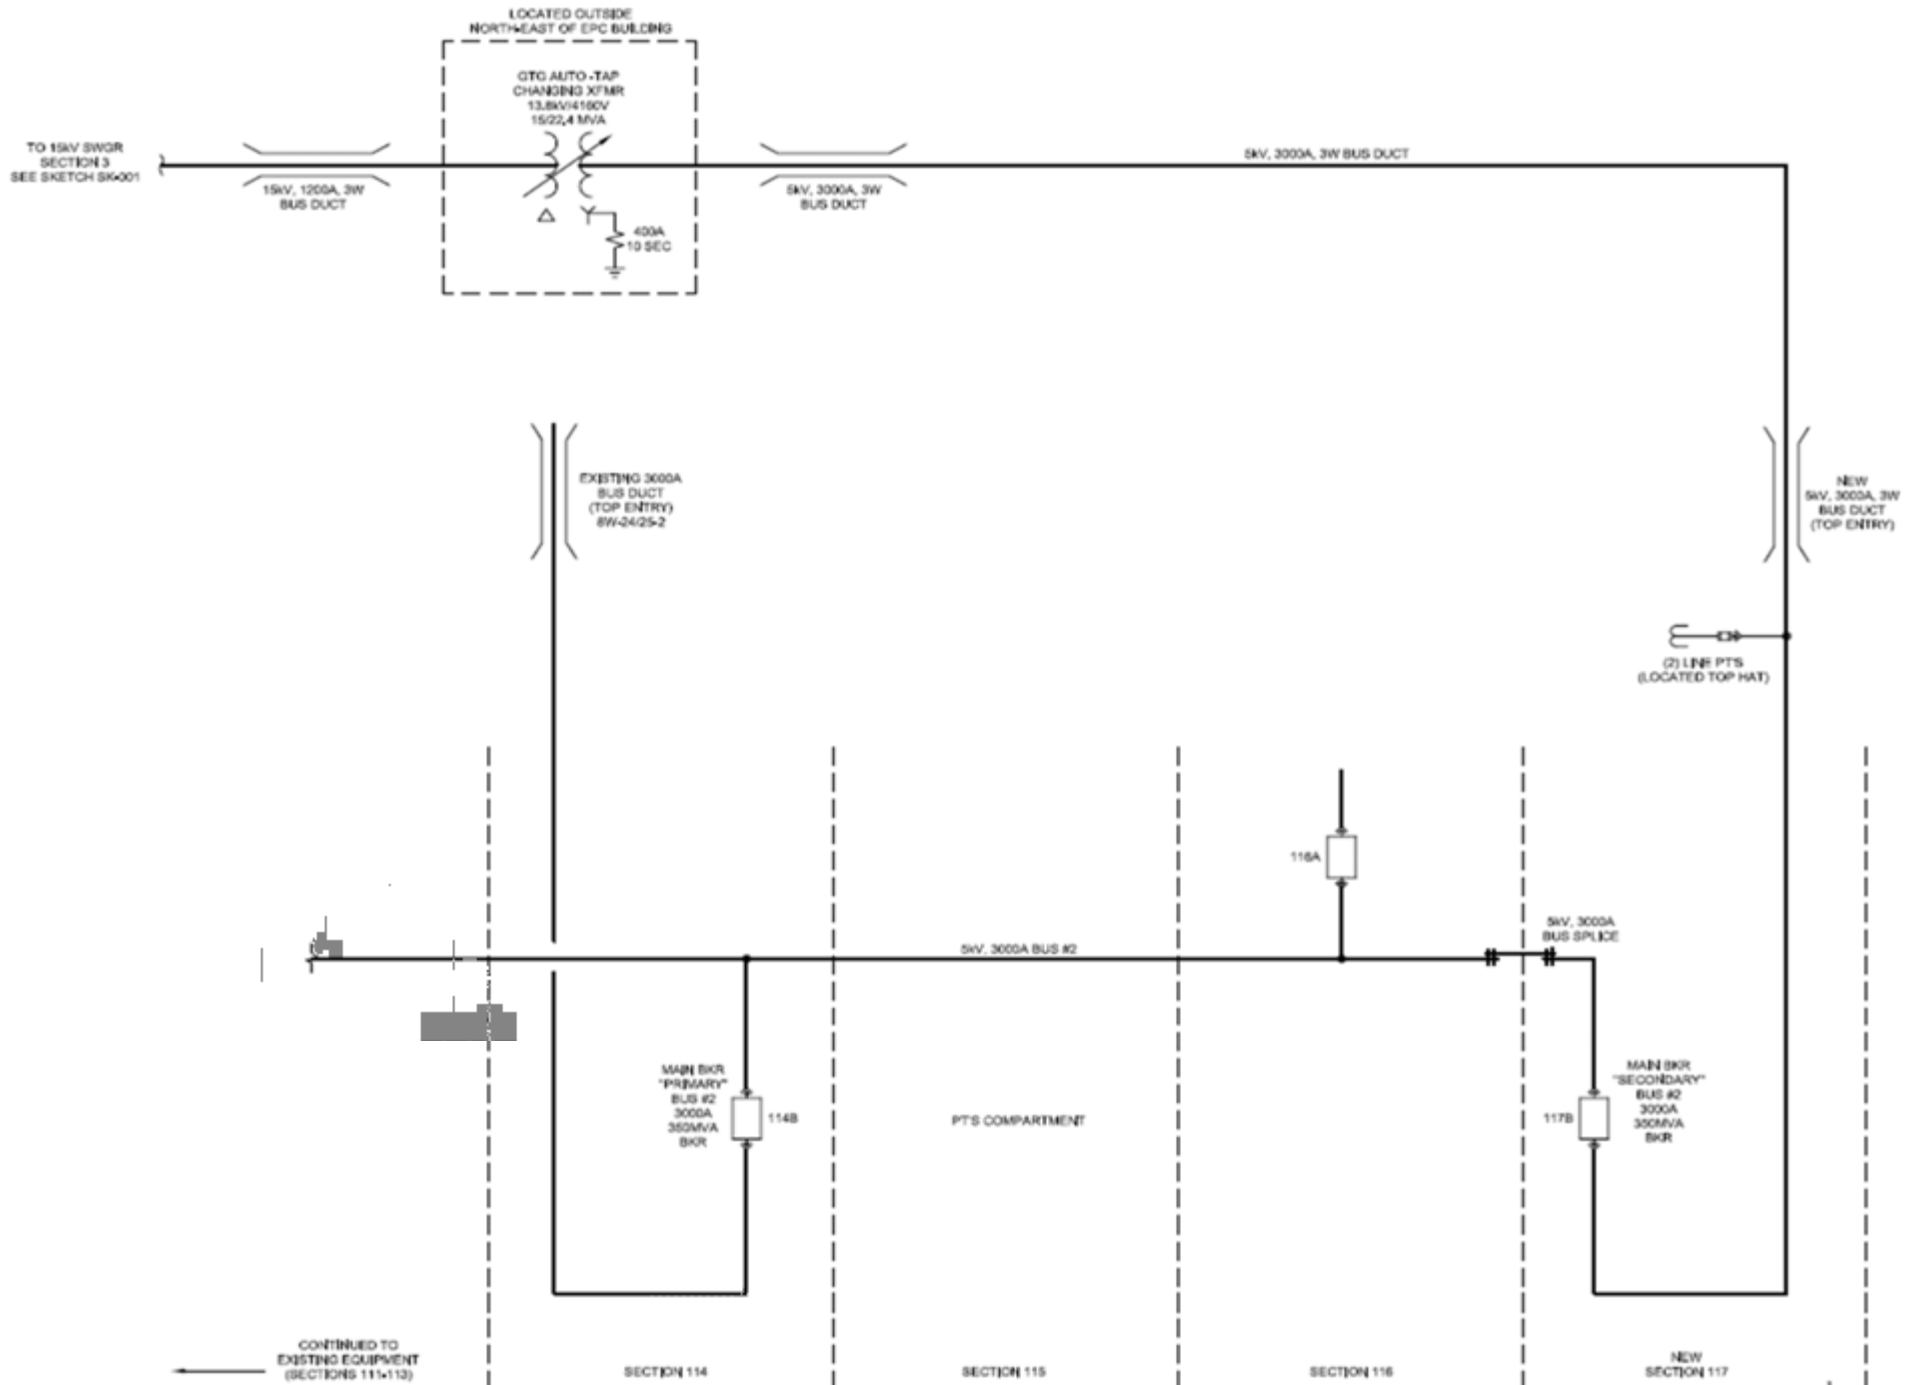 LOCATED OUTSIDE
NORTH-EAST OF EPC BUILDING
GTG AUTO-TAP
CHANGING XFMR
13.8kV/4160V
15/22.4 MVA
TO 15kV SWGR
SECTION 3
SEE SKETCH SK-001
15kV, 1200A, 3W
BUS DUCT
5kV, 3000A, 3W
BUS DUCT
5kV, 3000A, 3W BUS DUCT
400A
10 SEC
EXISTING 3000A
BUS DUCT
(TOP ENTRY)
8W-24/25-2
NEW
5kV, 3000A, 3W
BUS DUCT
(TOP ENTRY)
(2) LINE PT'S
(LOCATED TOP HAT)
116A
5kV, 3000A BUS #2
5kV, 3000A
BUS SPLICE
MAIN BKR
"PRIMARY"
BUS #2
3000A
350MVA
BKR
114B
PT'S COMPARTMENT
117B
MAIN BKR
"SECONDARY"
BUS #2
3000A
350MVA
BKR
CONTINUED TO
EXISTING EQUIPMENT
(SECTIONS 111-113)
SECTION 114
SECTION 115
SECTION 116
NEW
SECTION 117